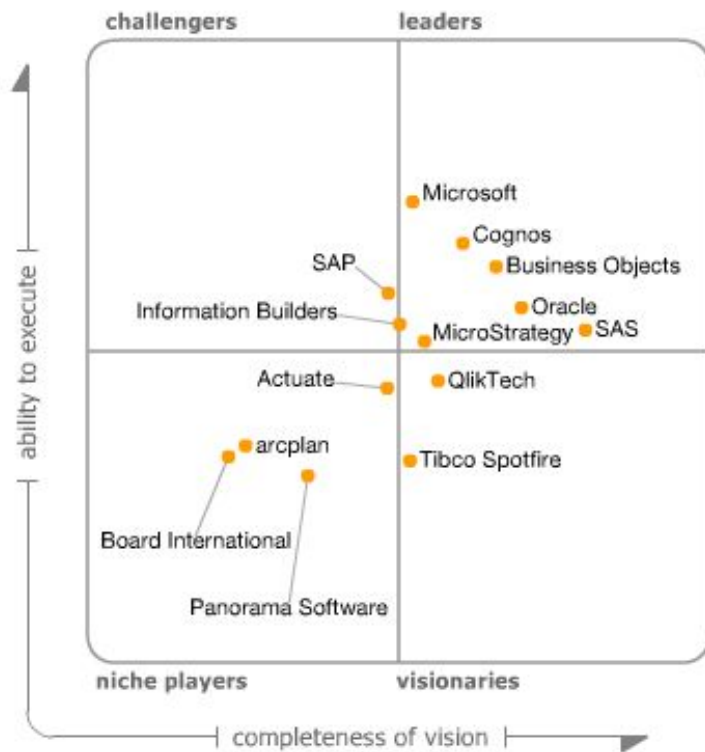 challengers
leaders
Microsoft
Cognos
SAP
Business Objects
Information Builders
Oracle
MicroStrategy
SAS
ability to execute
Actuate
QlikTech
arcplan
Tibco Spotfire
Board International
Panorama Software
niche players
visionaries
completeness of vision